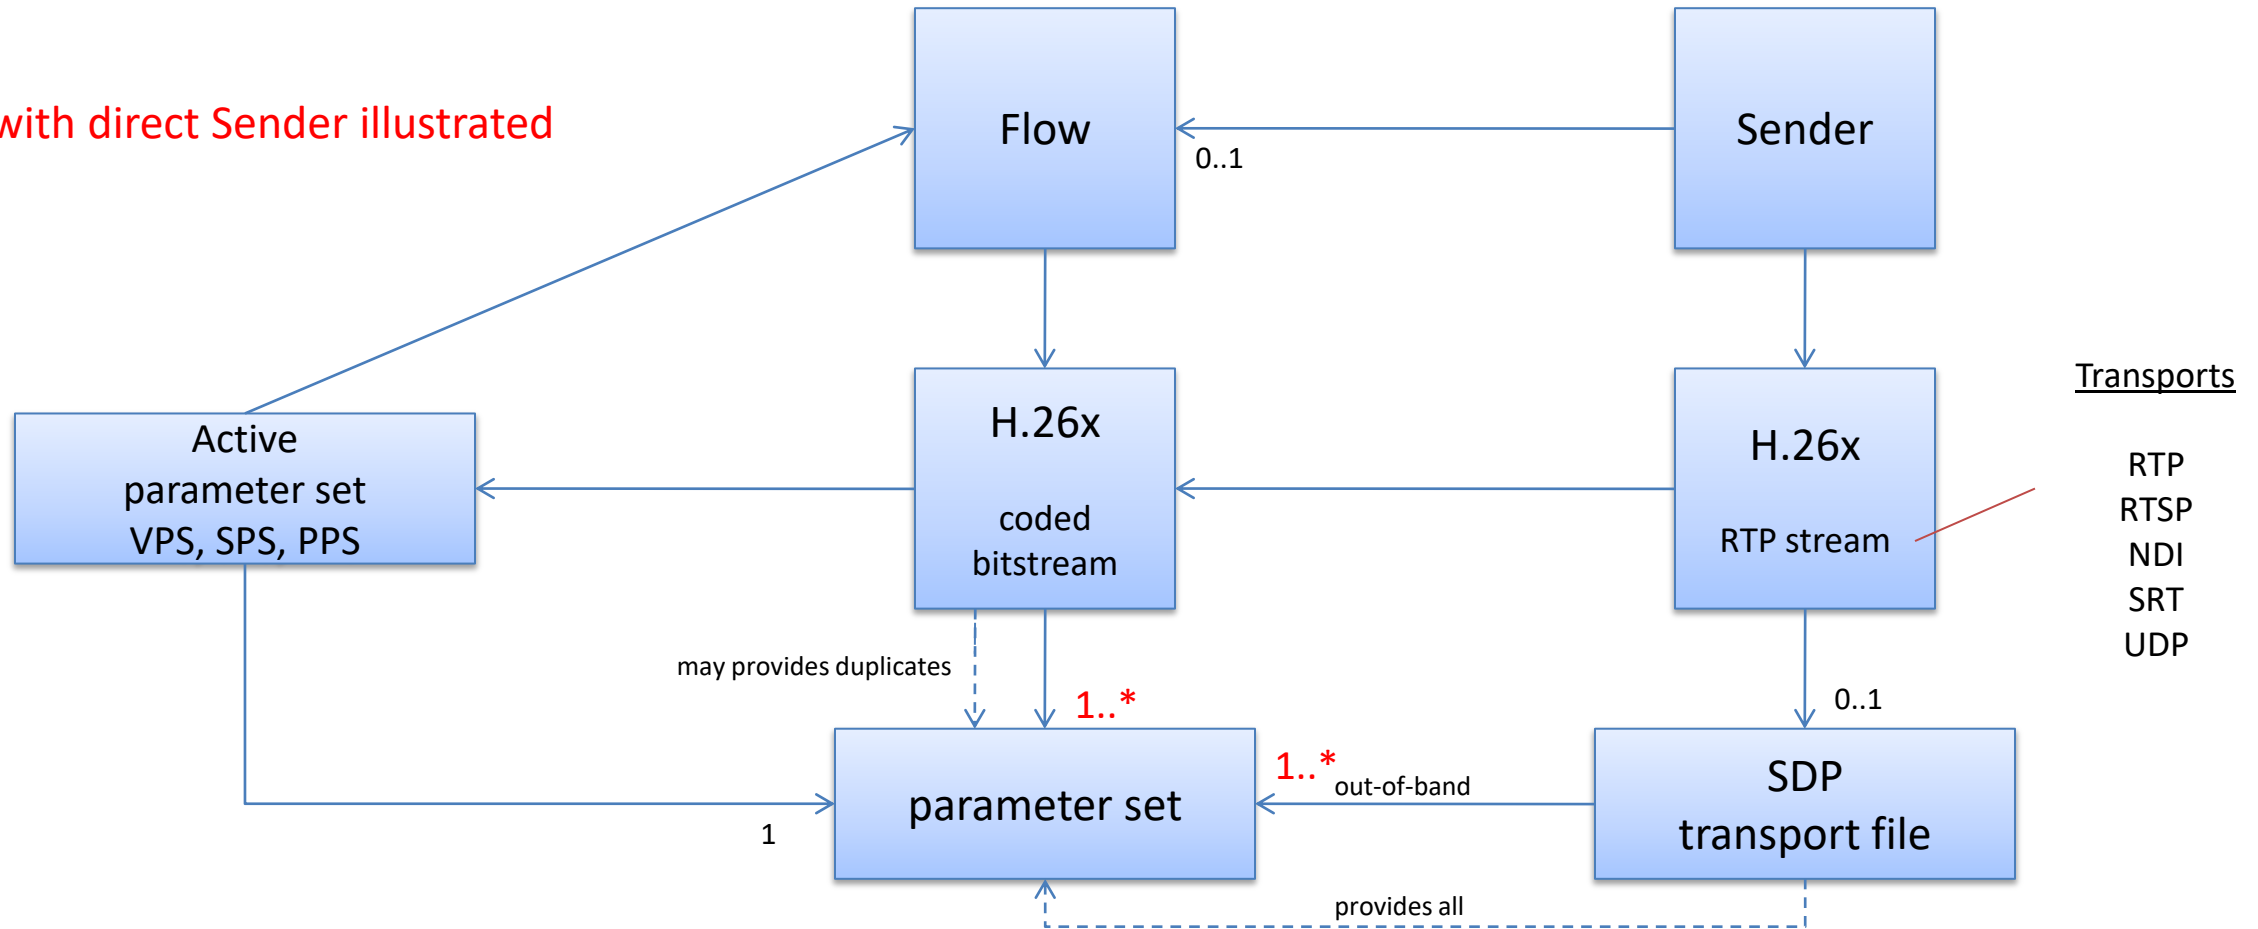 with direct Sender illustrated
Flow
Sender
0..1
Transports
RTP
RTSP
NDI
SRT
UDP
Active
parameter set
VPS, SPS, PPS
H.26x
coded
bitstream
H.26x
RTP stream
may provides duplicates
1..*
0..1
1..*
out-of-band
1
parameter set
SDP
transport file
provides all